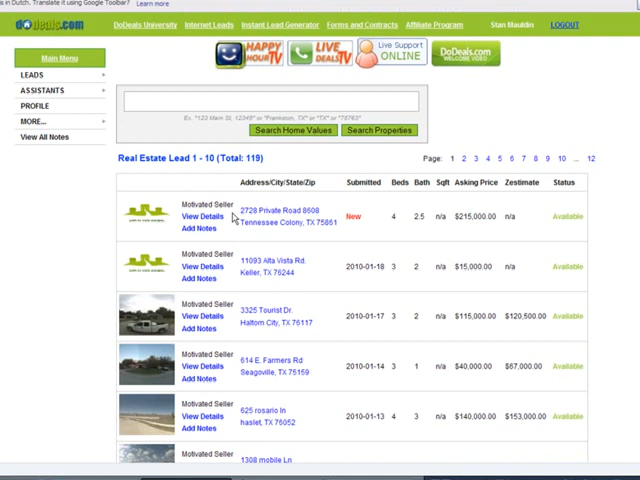 s in Dutch. Translate it using Google Toolbar? Learn more
DoDeals.com DoDeals University Internet Leads Instant Lead Generator Forms and Contracts Affiliate Program Stan Mauldin LOGOUT
HAPPY HOUR TV
LIVE DEALS TV
Live Support ONLINE
DoDeals.com
WELCOME VIDEO
Main Menu
LEADS
ASSISTANTS
PROFILE
MORE...
View All Notes
Ex. "123 Main St, 12345" or "Frankston, TX" or "TX" or "75763"
Search Home Values Search Properties
Real Estate Lead 1 - 10 (Total: 119) Page: 1 2 3 4 5 6 7 8 9 10 ... 12
Address/City/State/Zip Submitted Beds Bath Sqft Asking Price Zestimate Status
Motivated Seller
View Details
Add Notes
2728 Private Road 8608
Tennessee Colony, TX 75861
New 4 2.5 n/a $215,000.00 n/a Available
Motivated Seller
View Details
Add Notes
11093 Alta Vista Rd.
Keller, TX 76244
2010-01-18 3 2 n/a $15,000.00 n/a Available
Motivated Seller
View Details
Add Notes
3325 Tourist Dr.
Haltom City, TX 76117
2010-01-17 3 2 n/a $115,000.00 $120,500.00 Available
Motivated Seller
View Details
Add Notes
614 E. Farmers Rd
Seagoville, TX 75159
2010-01-14 3 1 n/a $40,000.00 $67,000.00 Available
Motivated Seller
View Details
Add Notes
625 rosario ln
haslet, TX 76052
2010-01-13 4 3 n/a $140,000.00 $153,000.00 Available
Motivated Seller
1308 mobile Ln